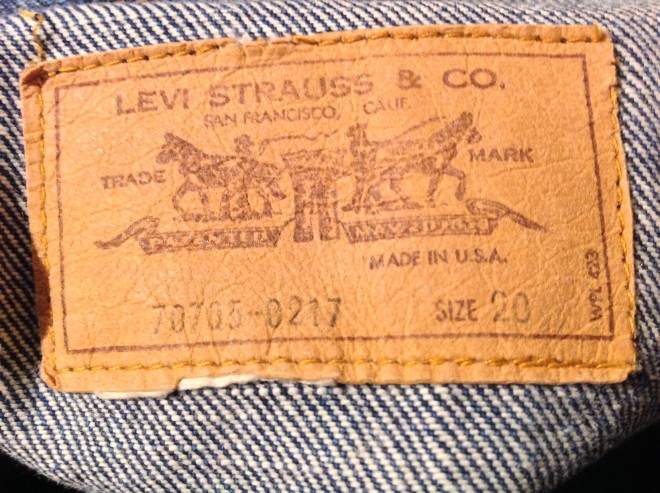 LEVI STRAUSS & CO.
SAN FRANCISCO, CALIF.
TRADE MARK
MADE IN U.S.A.
70705-0217 SIZE 20
WPL 423